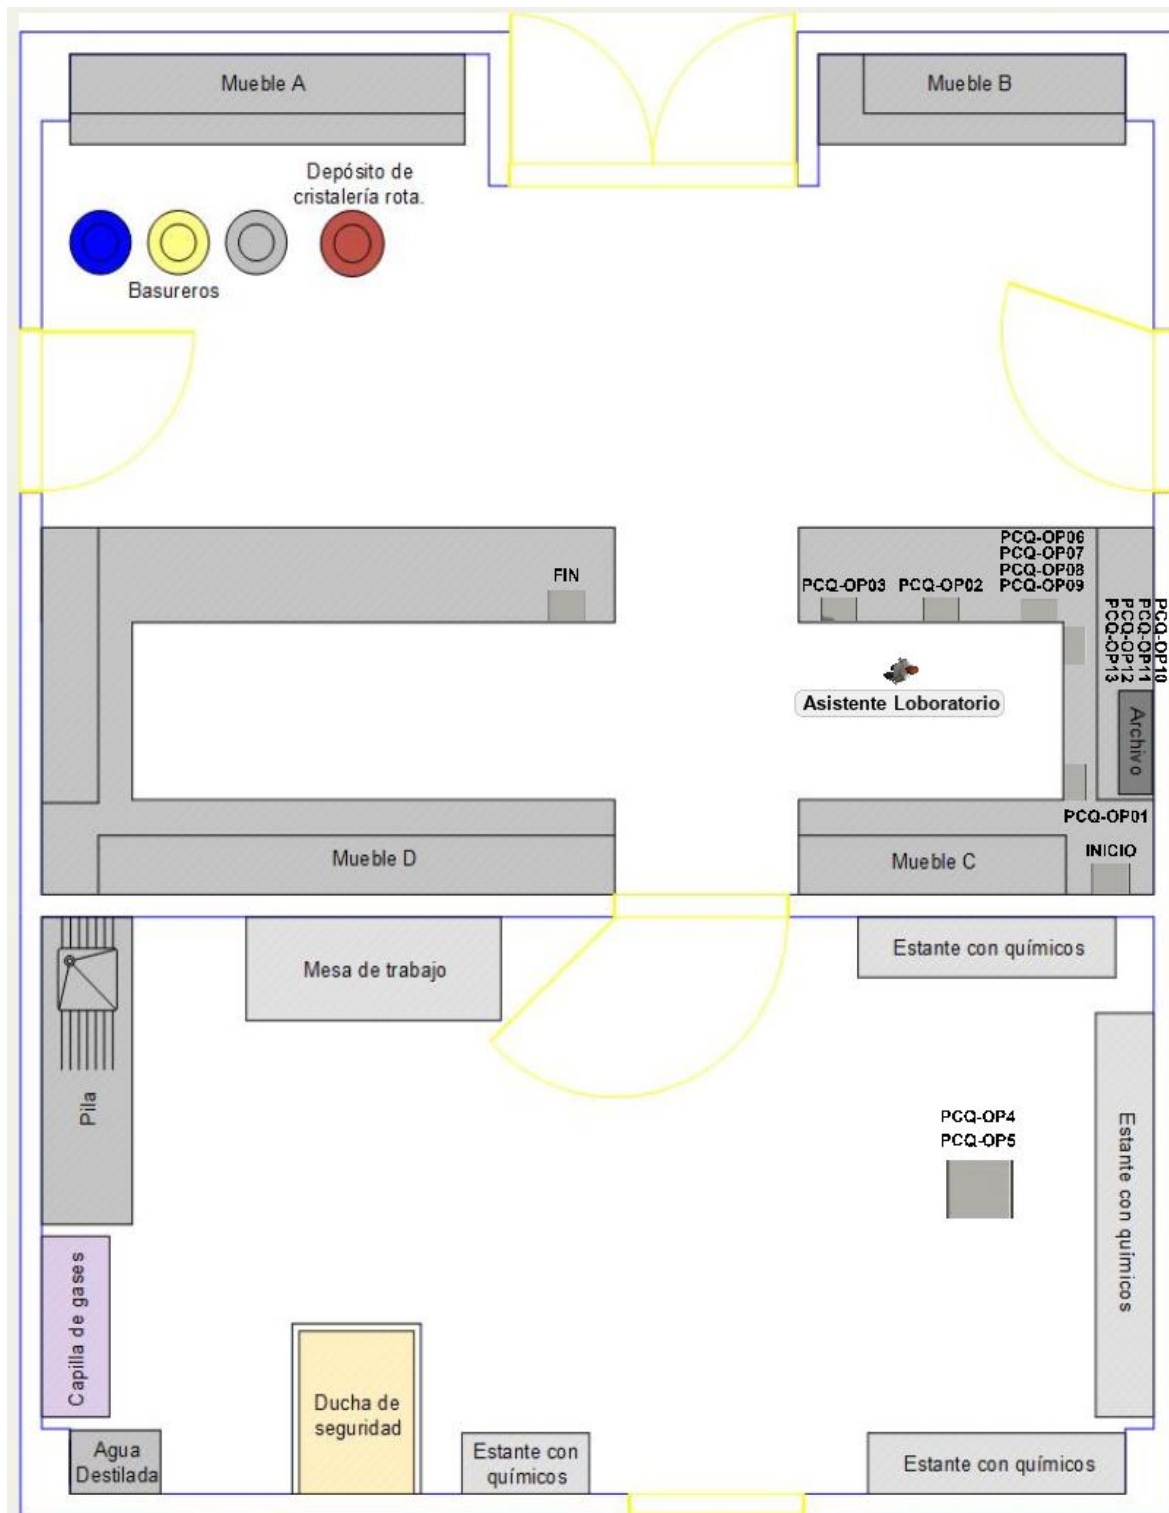 Mueble A
Mueble B
Depósito de
cristalería rota.
Basureros
FIN
PCQ-OP03
PCQ-OP02
PCQ-OP06
PCQ-OP07
PCQ-OP08
PCQ-OP09
PCQ-OP10
PCQ-OP11
PCQ-OP12
PCQ-OP13
Asistente Loboratorio
Archivo
PCQ-OP01
INICIO
Mueble D
Mueble C
Mesa de trabajo
Estante con químicos
Pila
PCQ-OP4
PCQ-OP5
Estante con químicos
Capilla de gases
Ducha de
seguridad
Agua
Destilada
Estante con
químicos
Estante con químicos